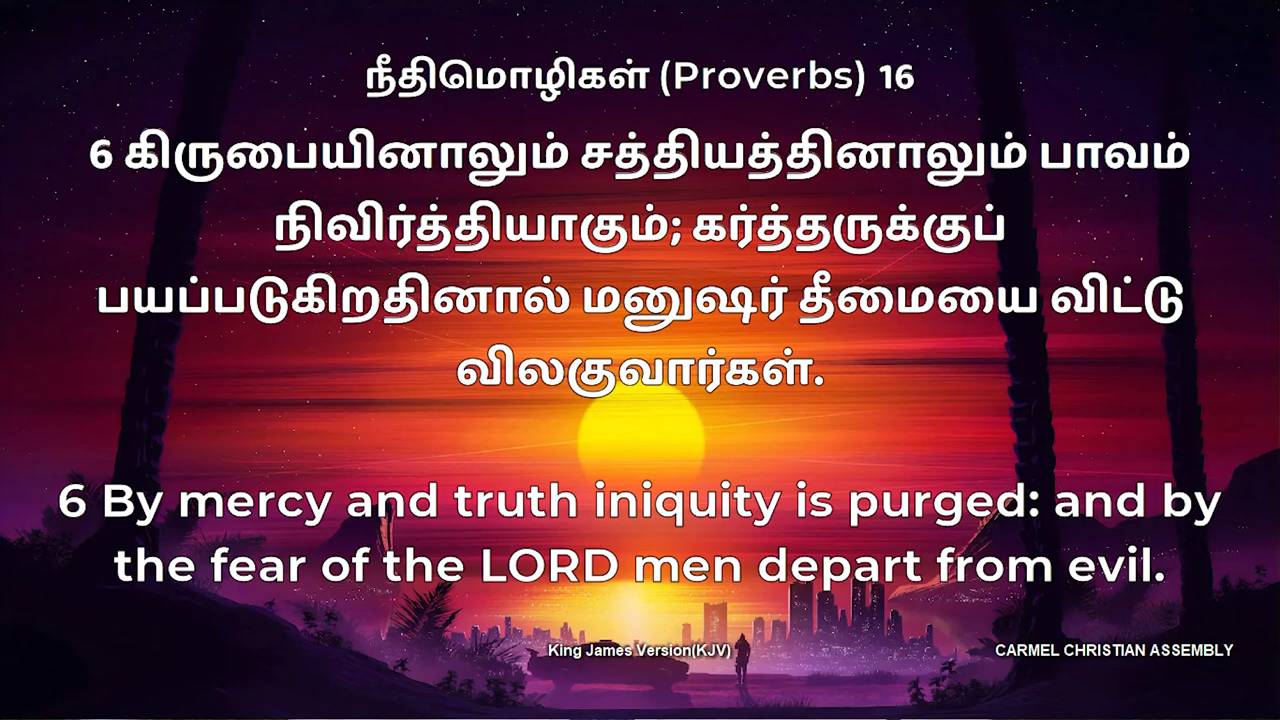 நீதிமொழிகள் (Proverbs) 16
6 கிருபையினாலும் சத்தியத்தினாலும் பாவம்
நிவிர்த்தியாகும்; கர்த்தருக்குப்
பயப்படுகிறதினால் மனுஷர் தீமையை விட்டு
விலகுவார்கள்.
6 By mercy and truth iniquity is purged: and by
the fear of the LORD men depart from evil.
King James Version(KJV)
CARMEL CHRISTIAN ASSEMBLY